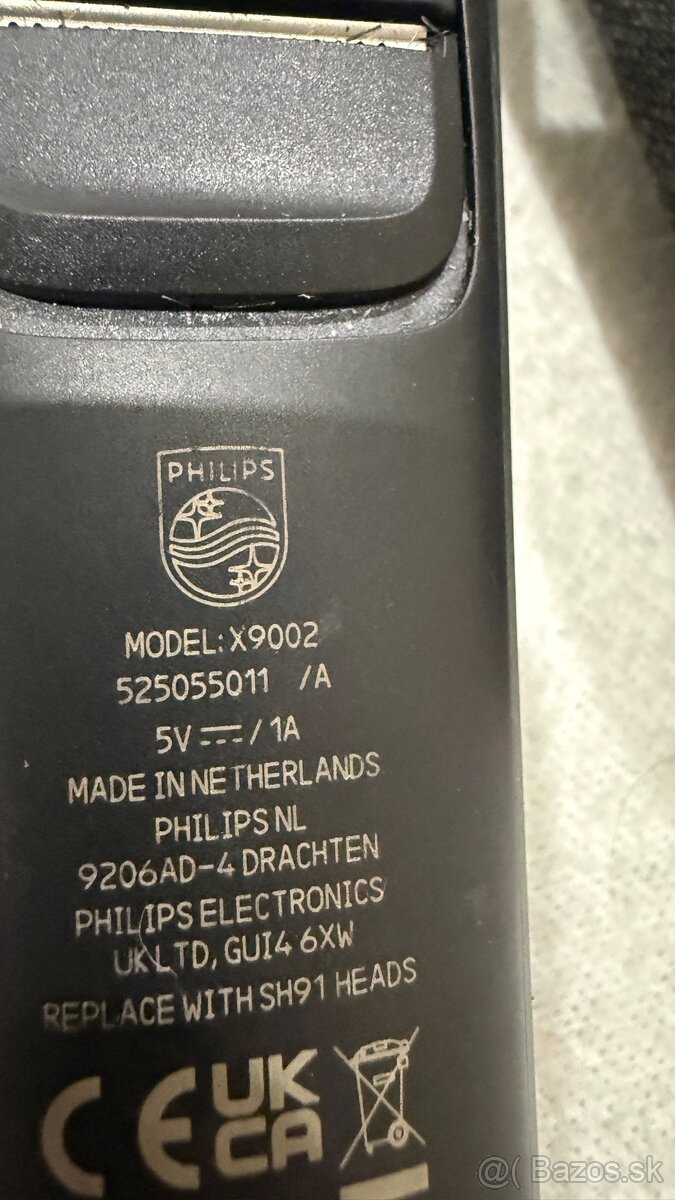 PHILIPS
MODEL: X9002
525055011 /A
5V ⎓ / 1A
MADE IN NETHERLANDS
PHILIPS NL
9206AD-4 DRACHTEN
PHILIPS ELECTRONICS
UK LTD, GU14 6XW
REPLACE WITH SH91 HEADS
CE UK
CA
@( Bazos.sk